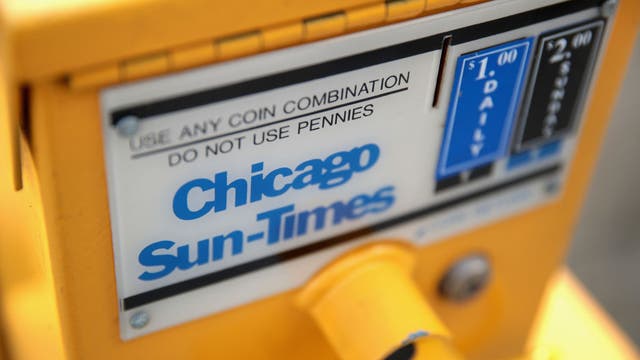 USE ANY COIN COMBINATION
DO NOT USE PENNIES
Chicago
Sun-Times
$1.00
DAILY
$2.00
SUNDAY